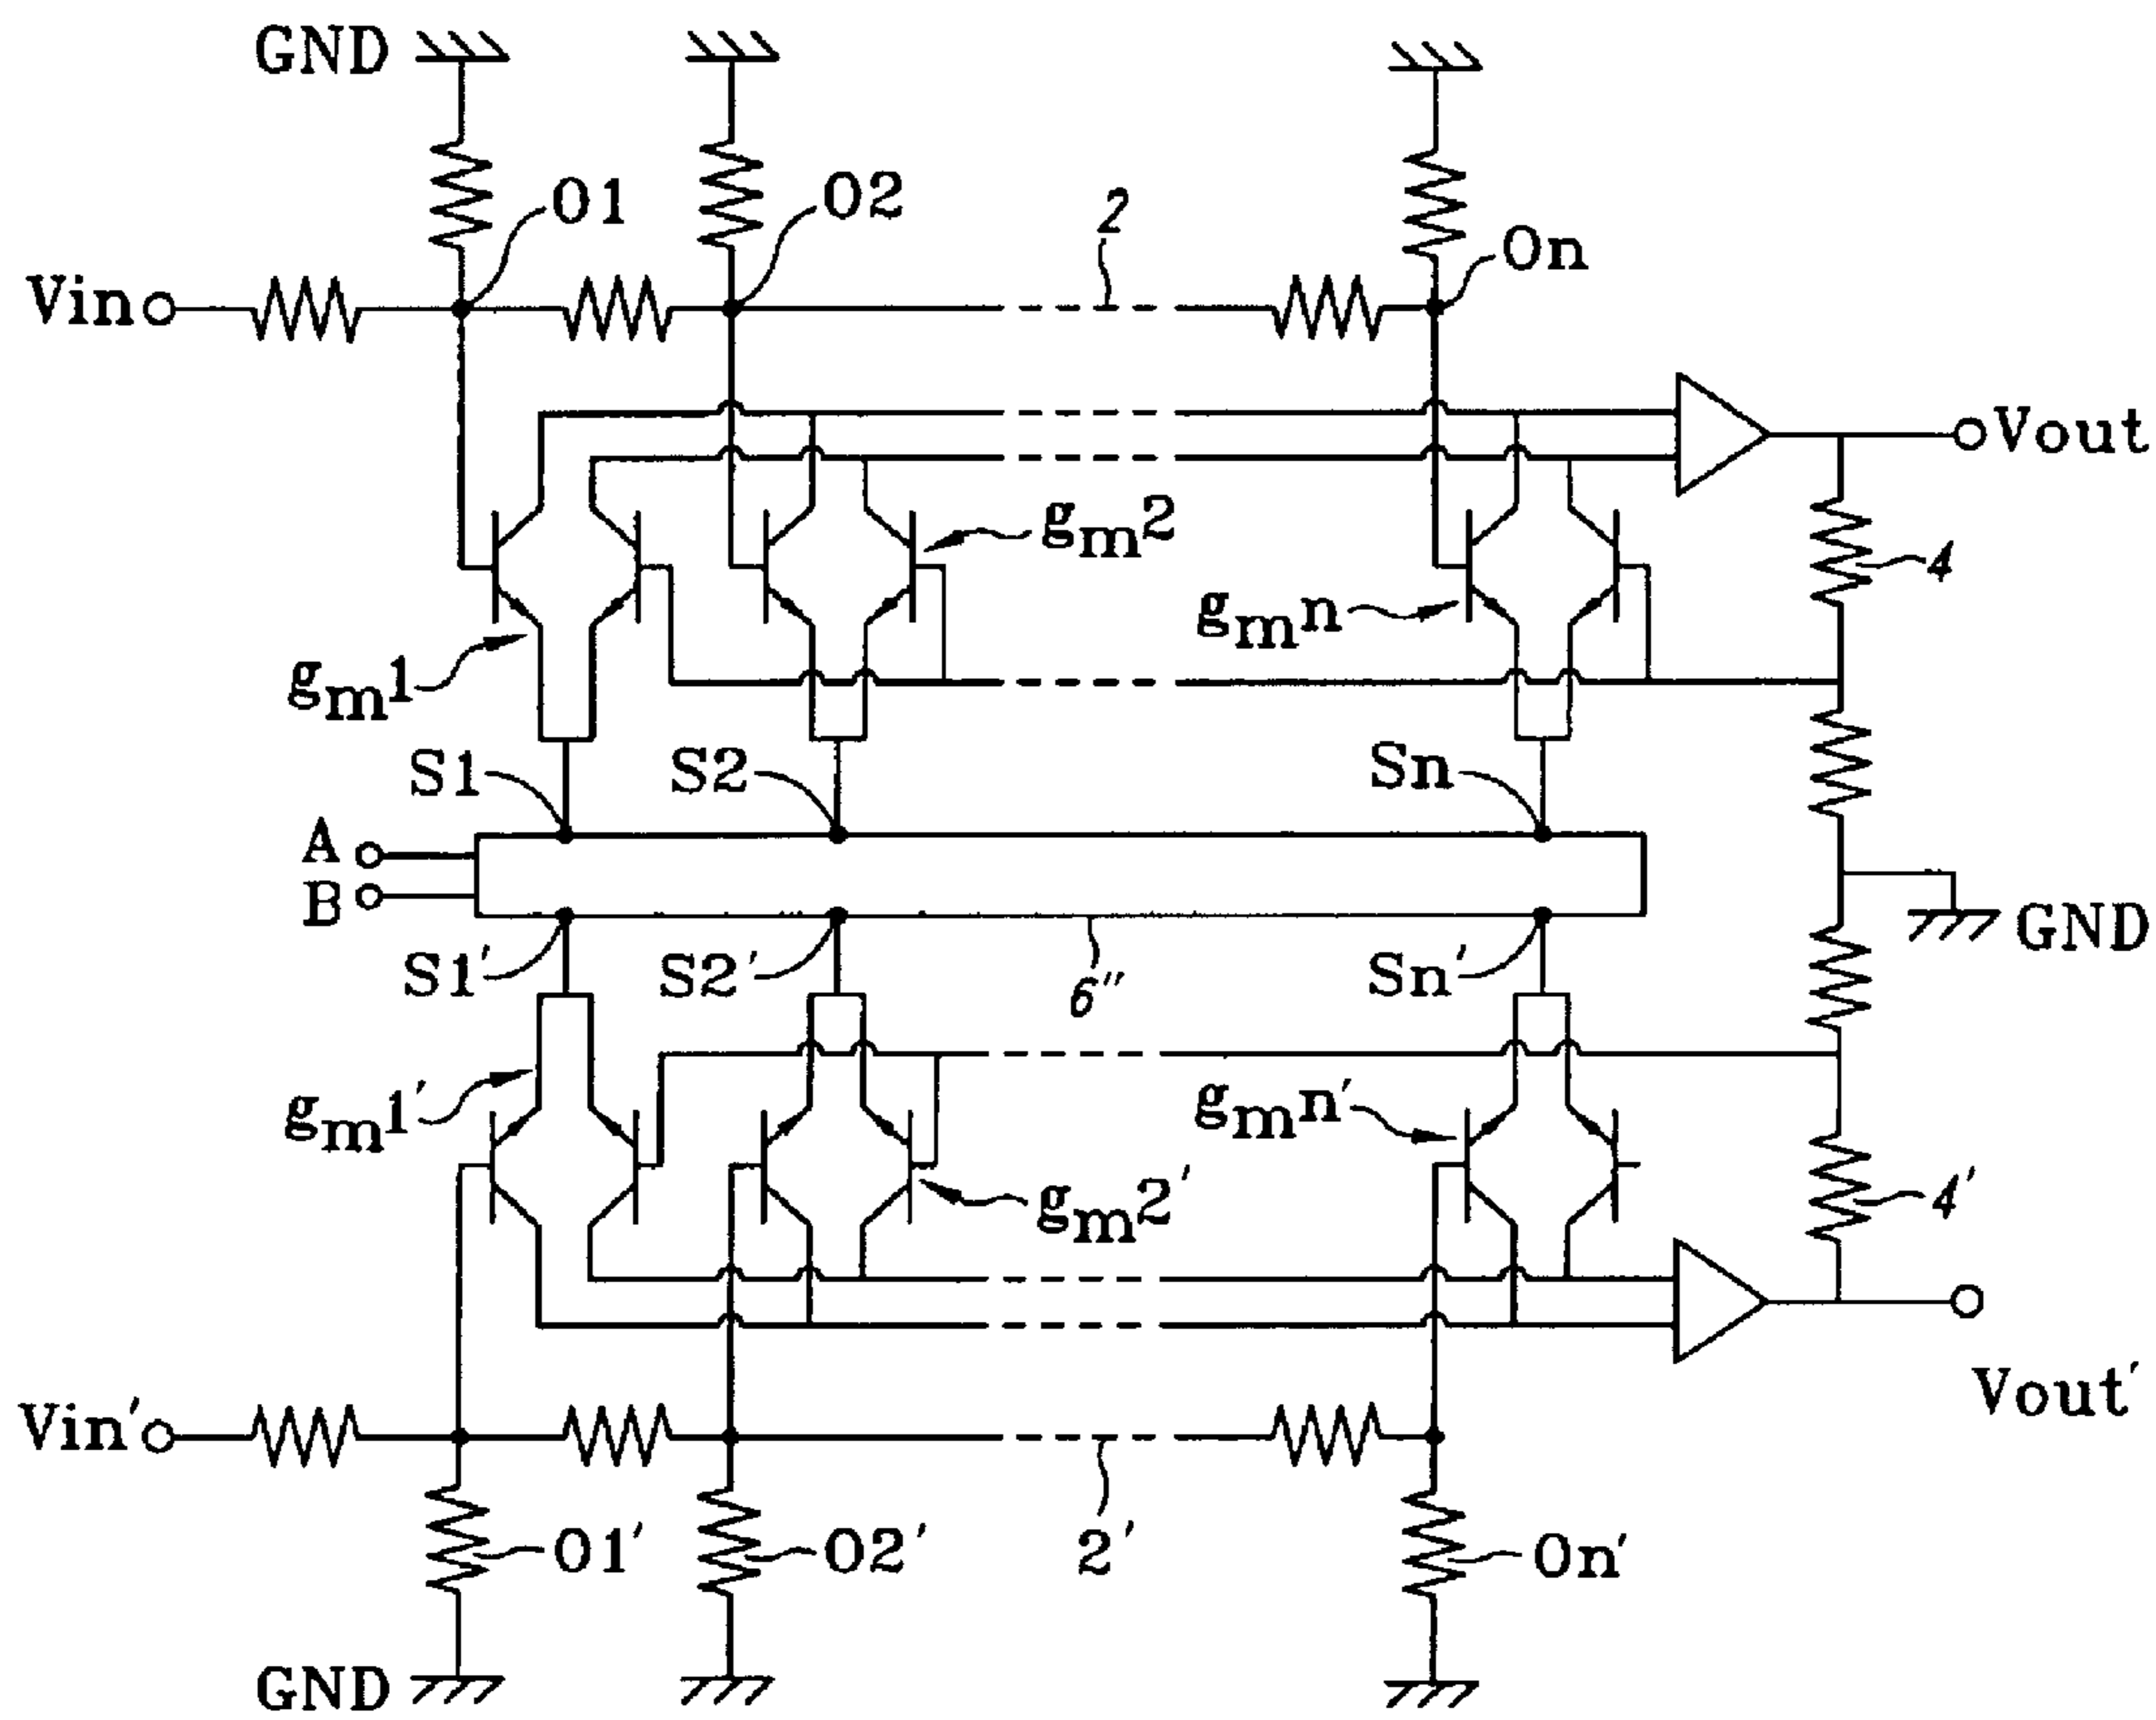 GND
O1
O2
2
On
Vin
Vout
gm2
4
gmn
gm1
S1
S2
Sn
A
B
GND
S1′
S2′
6″
Sn′
gm1′
gmn′
gm2′
4′
Vout′
Vin′
O1′
O2′
2′
On′
GND